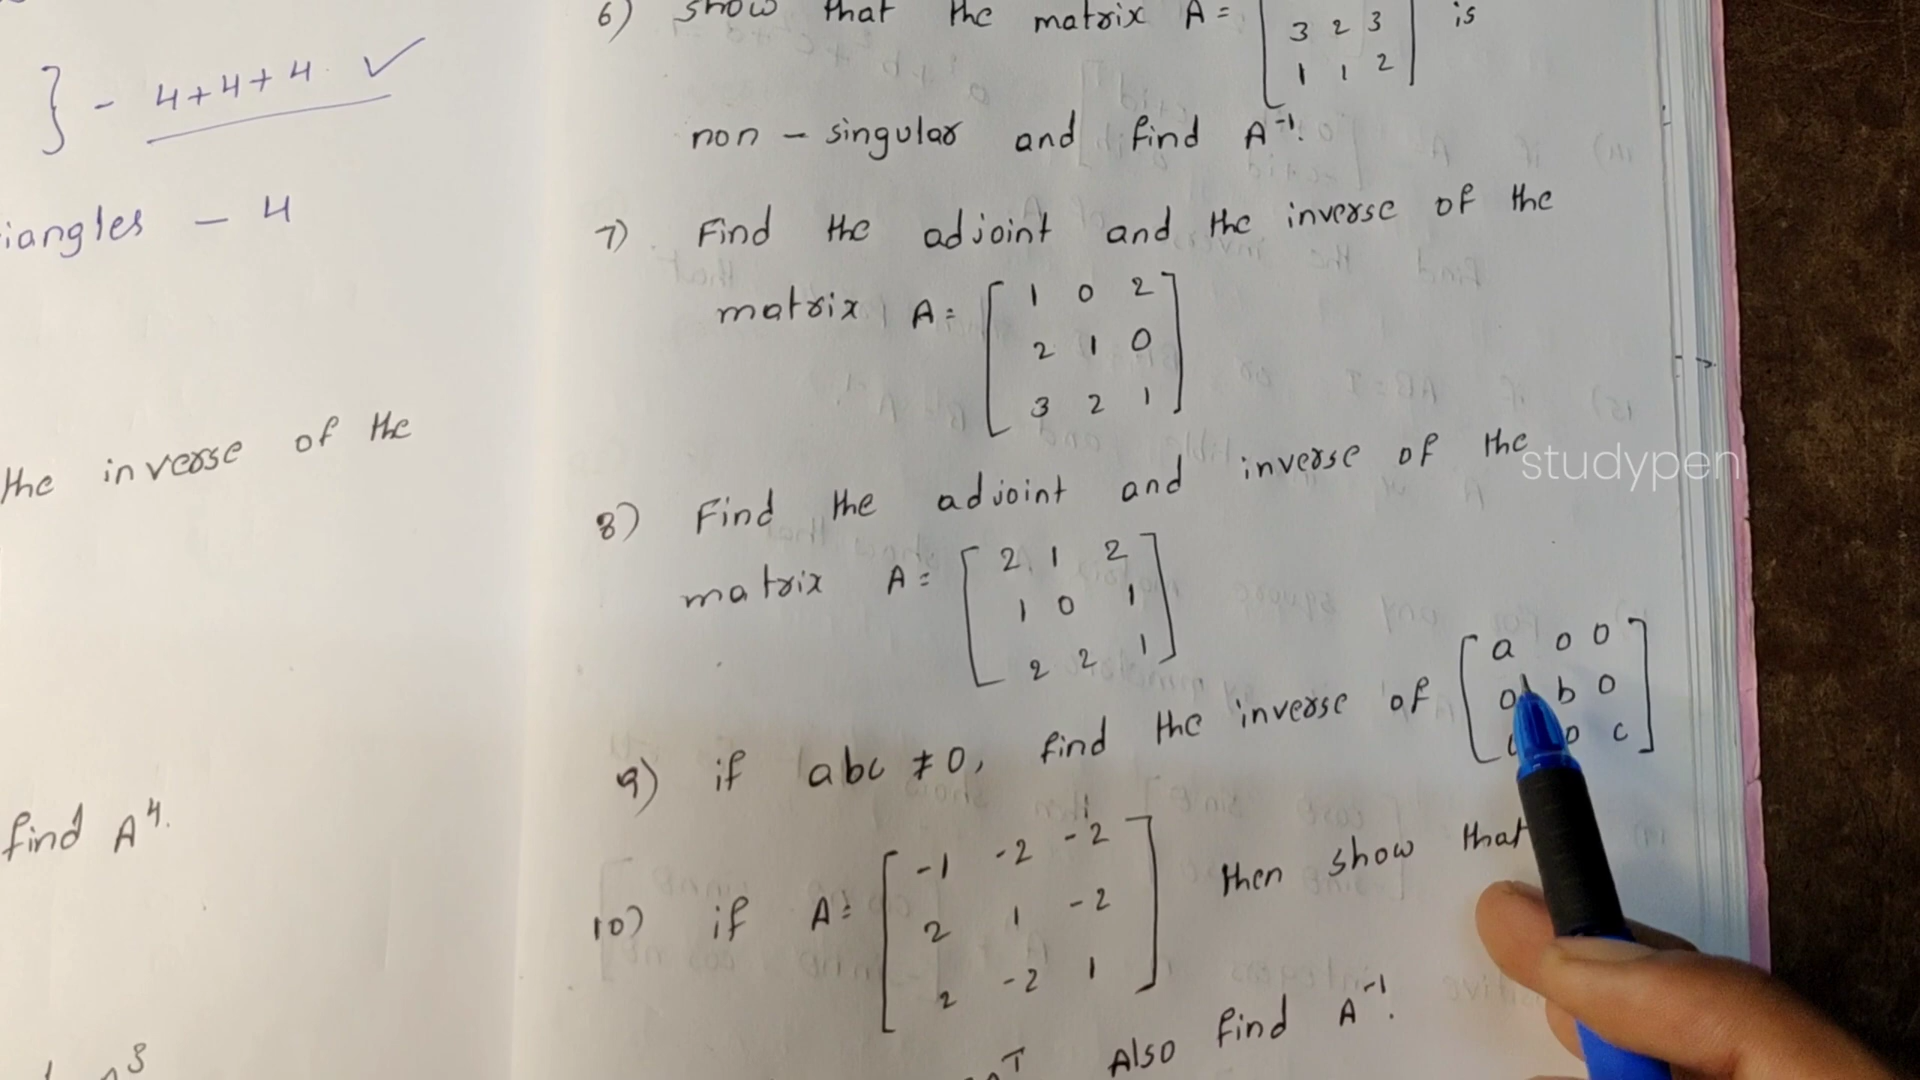 } - 4+4+4 ✓
iangles - 4
the inverse of the
find A⁴.
3
6) show that the matrix A = [
3 2 3
1 1 2 ] is
non - singular and find A⁻¹.
7) Find the adjoint and the inverse of the
matrix A = [ 1 0 2
2 1 0
3 2 1 ]
8) Find the adjoint and inverse of the
studypen
matrix A = [ 2 1 2
1 0 1
2 2 1 ]
9) if abc ≠ 0, find the inverse of [ a 0 0
0 b 0
0 c ]
10) if A = [ -1 -2 -2
2 1 -2
2 -2 1 ] then show that
T Also find A⁻¹.